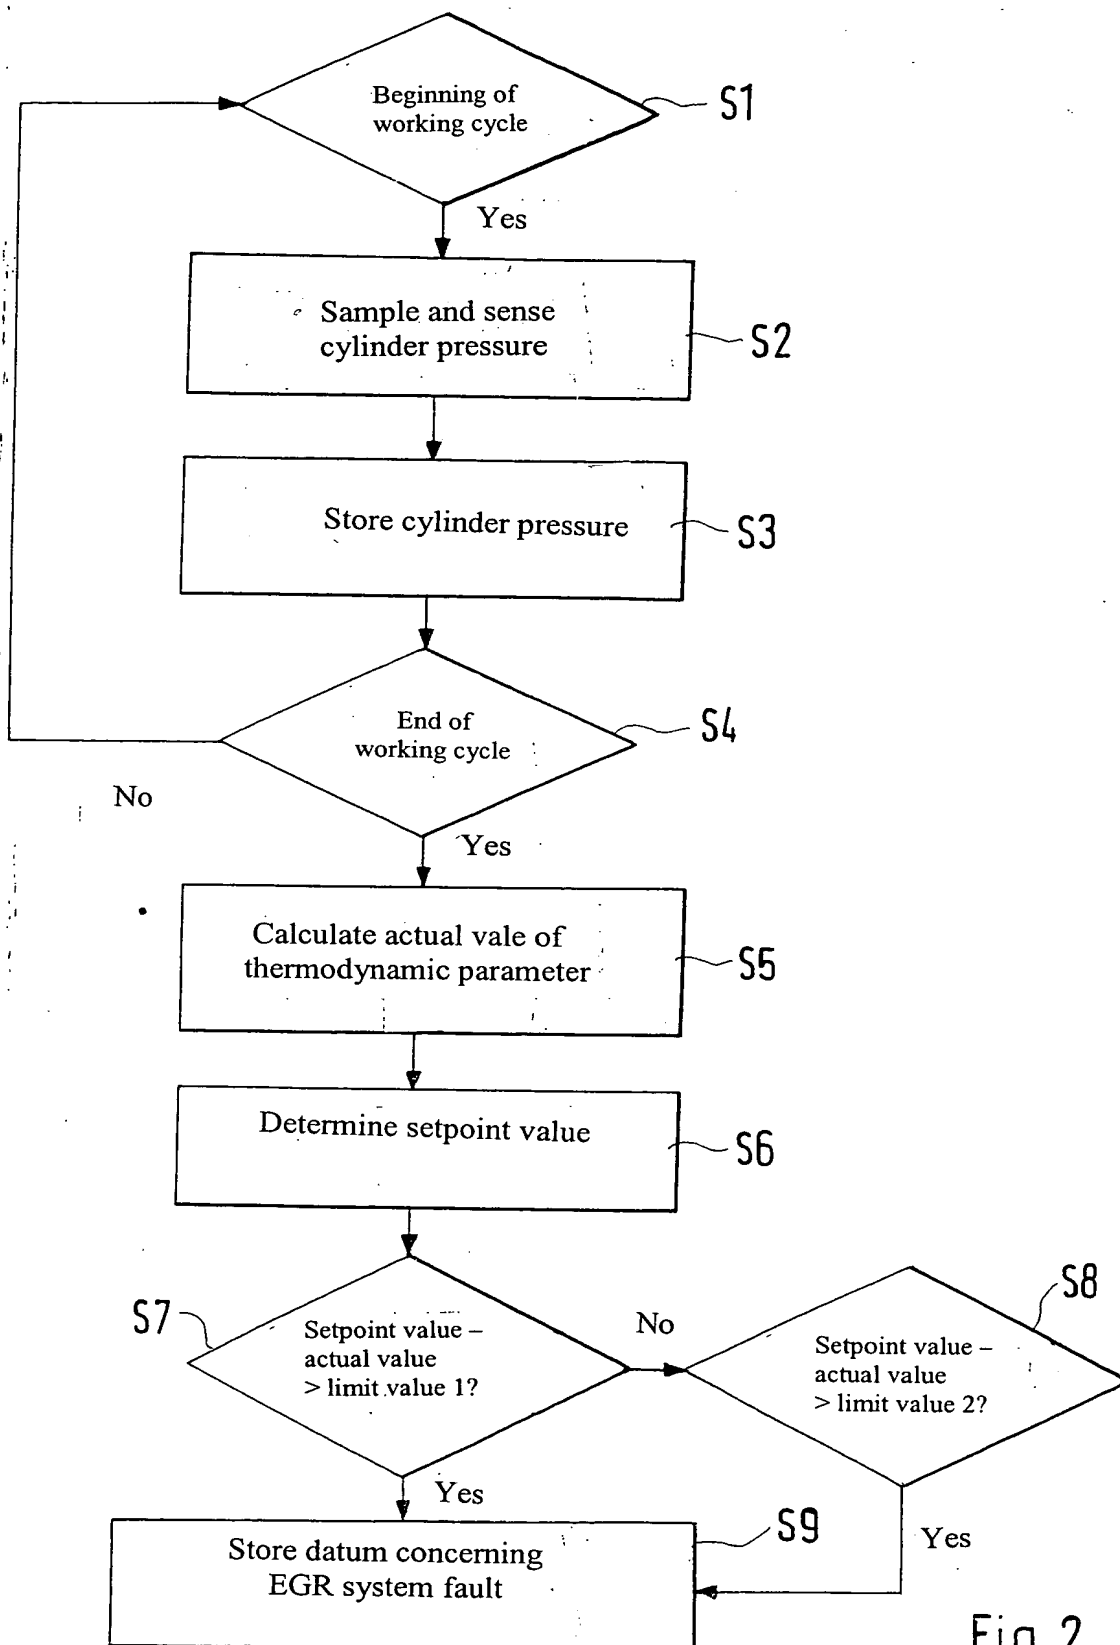 Beginning of
working cycle
S1
Yes
Sample and sense
cylinder pressure
S2
Store cylinder pressure
S3
End of
working cycle
S4
No
Yes
Calculate actual vale of
thermodynamic parameter
S5
Determine setpoint value
S6
S7
Setpoint value –
actual value
> limit value 1?
No
S8
Setpoint value –
actual value
> limit value 2?
Yes
Yes
Store datum concerning
EGR system fault
S9
Fig. 2